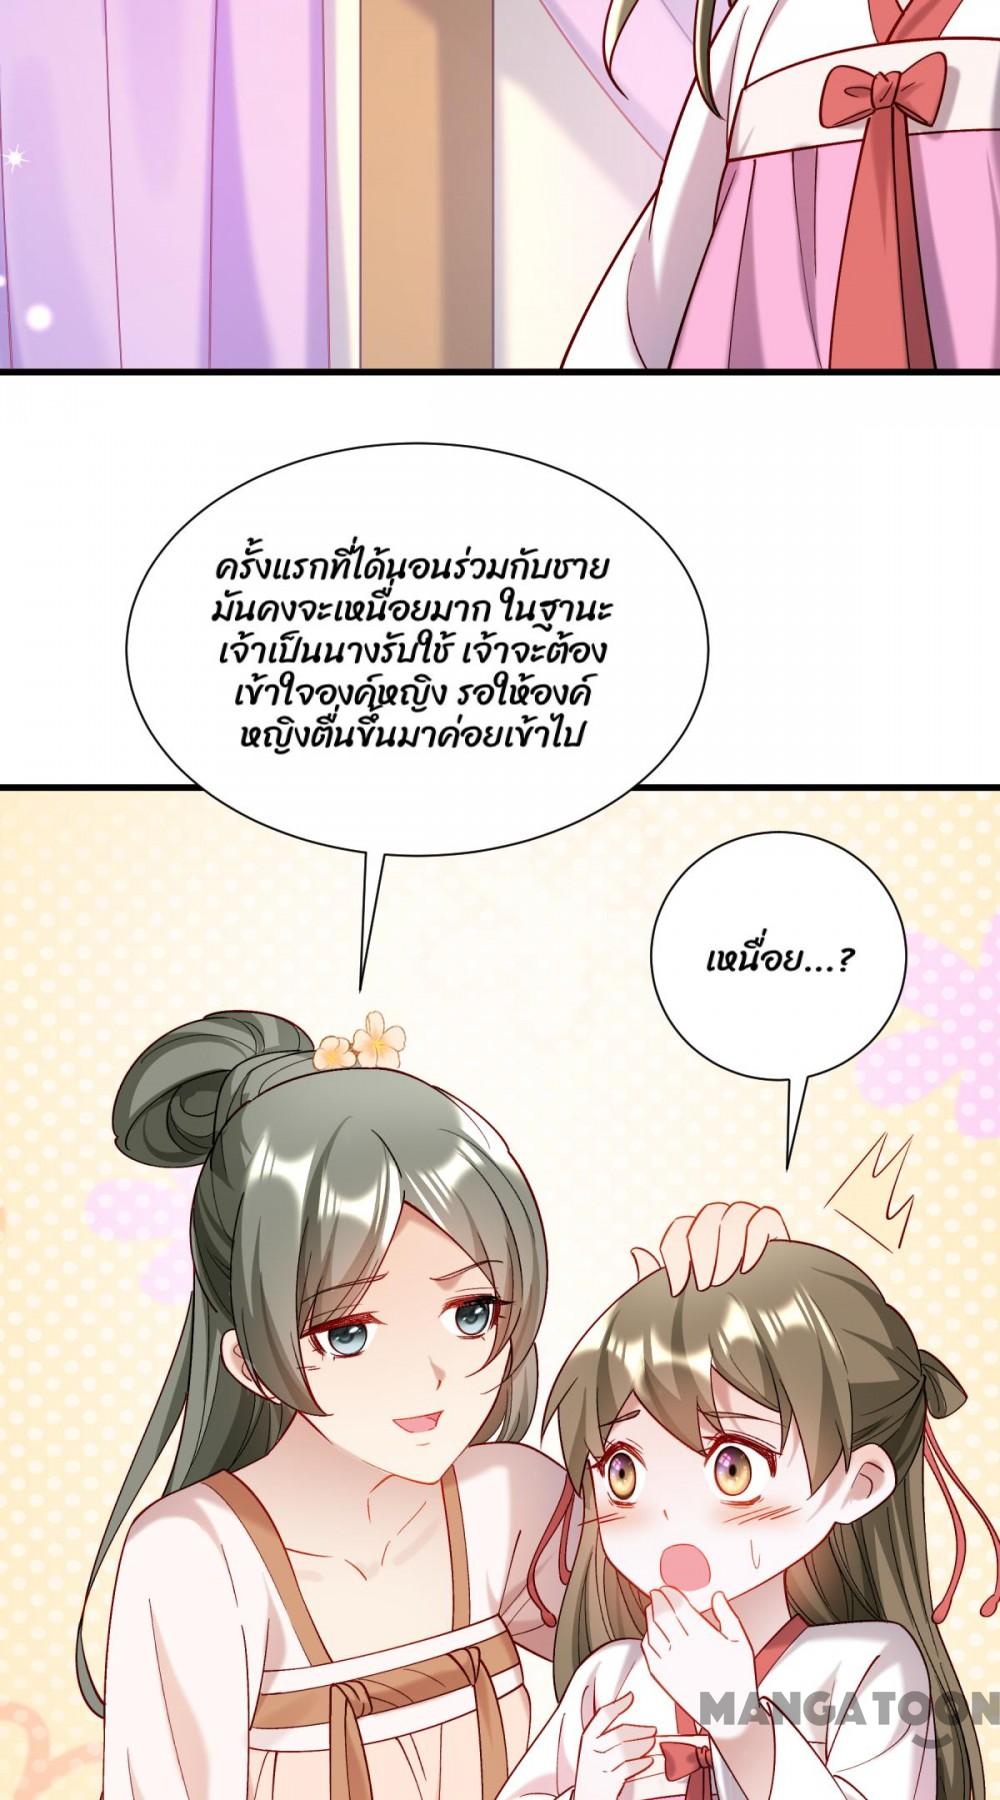 ครั้งแรกที่ได้นอนร่วมกับชาย
มันคงจะเหนื่อยมาก ในฐานะ
เจ้าเป็นนางรับใช้ เจ้าจะต้อง
เข้าใจองค์หญิง รอให้องค์
หญิงตื่นขึ้นมาค่อยเข้าไป
เหนื่อย...?
MANGATOON